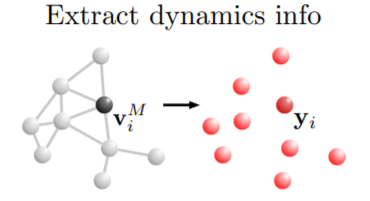 Extract dynamics info
v_i^M
y_i